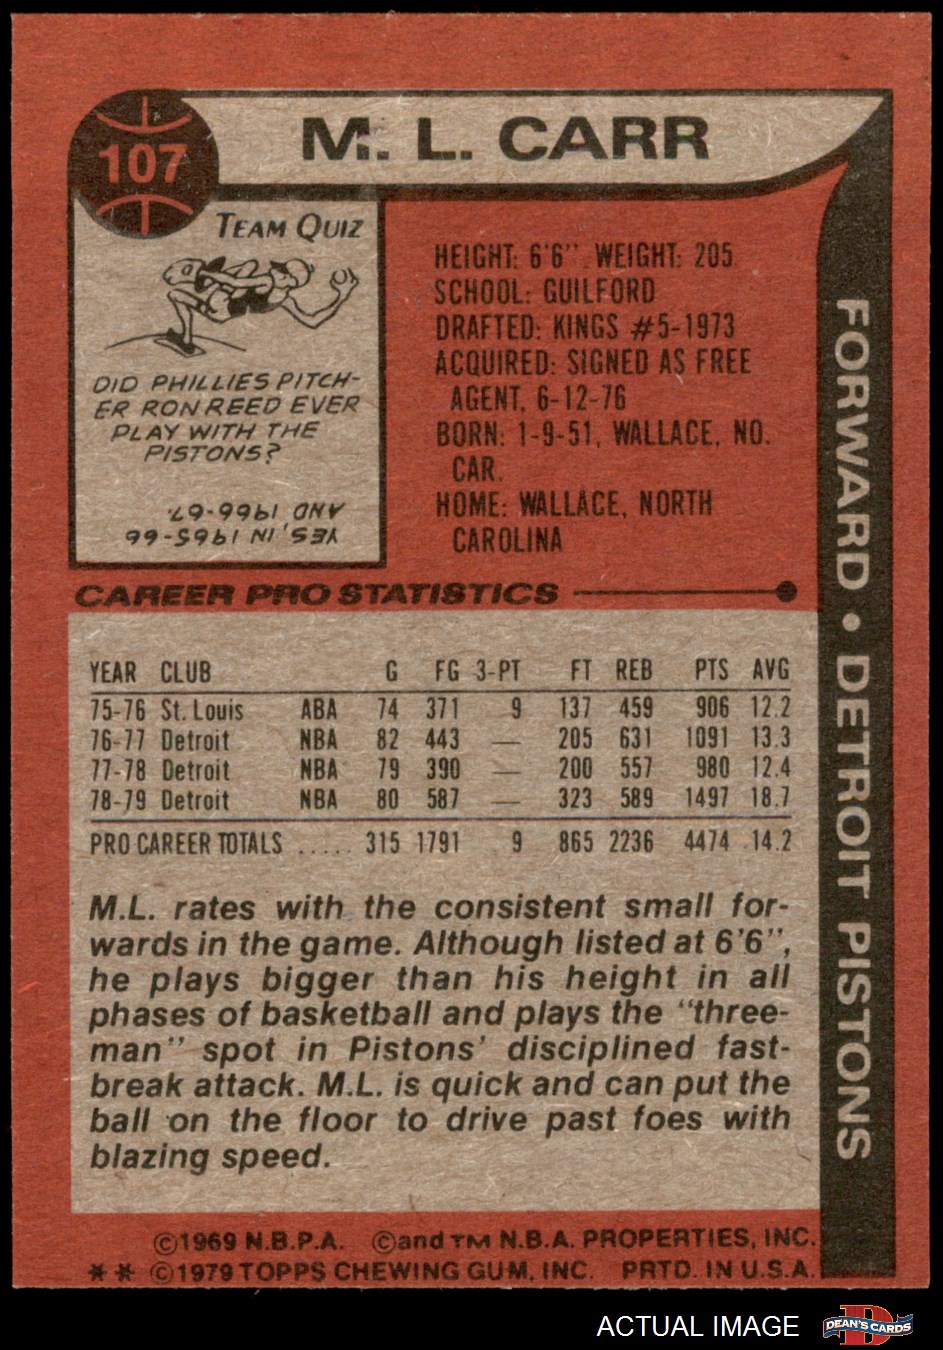 107
M. L. CARR
TEAM QUIZ
DID PHILLIES PITCH-
ER RON REED EVER
PLAY WITH THE
PISTONS?
YES, IN 1965-66
AND 1966-67.
HEIGHT: 6'6" WEIGHT: 205
SCHOOL: GUILFORD
DRAFTED: KINGS #5-1973
ACQUIRED: SIGNED AS FREE
AGENT, 6-12-76
BORN: 1-9-51, WALLACE, NO.
CAR.
HOME: WALLACE, NORTH
CAROLINA
FORWARD • DETROIT PISTONS
CAREER PRO STATISTICS
YEAR CLUB G FG 3-PT FT REB PTS AVG
75-76 St. Louis ABA 74 371 9 137 459 906 12.2
76-77 Detroit NBA 82 443 — 205 631 1091 13.3
77-78 Detroit NBA 79 390 — 200 557 980 12.4
78-79 Detroit NBA 80 587 — 323 589 1497 18.7
PRO CAREER TOTALS ..... 315 1791 9 865 2236 4474 14.2
M.L. rates with the consistent small for-
wards in the game. Although listed at 6'6",
he plays bigger than his height in all
phases of basketball and plays the "three-
man" spot in Pistons' disciplined fast-
break attack. M.L. is quick and can put the
ball on the floor to drive past foes with
blazing speed.
©1969 N.B.P.A. ©and TM N.B.A. PROPERTIES, INC.
** ©1979 TOPPS CHEWING GUM, INC. PRTD. IN U.S.A.
ACTUAL IMAGE
D
DEAN'S CARDS